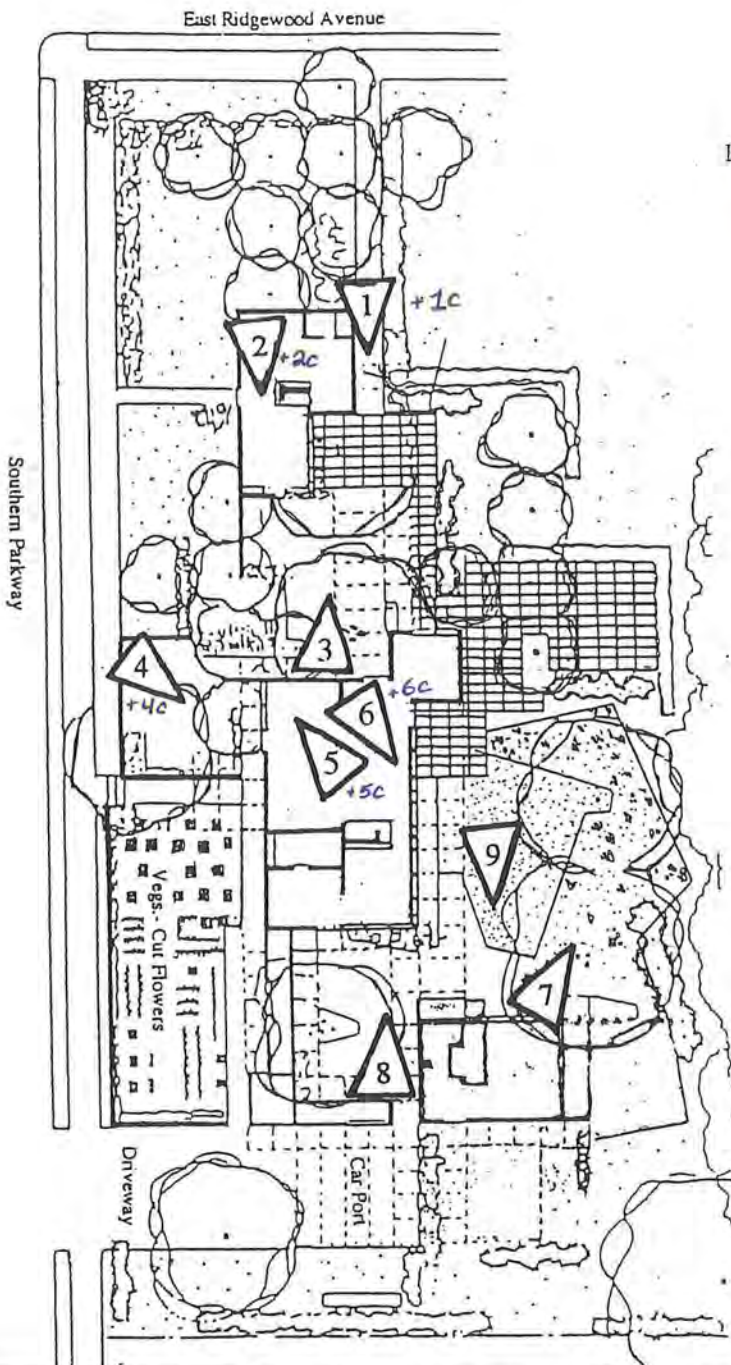 East Ridgewood Avenue
1
+1c
2
+2c
Southern Parkway
3
4
+4c
6
+6c
5
+5c
9
Vegs.- Cut Flowers
7
8
Car Port
Driveway